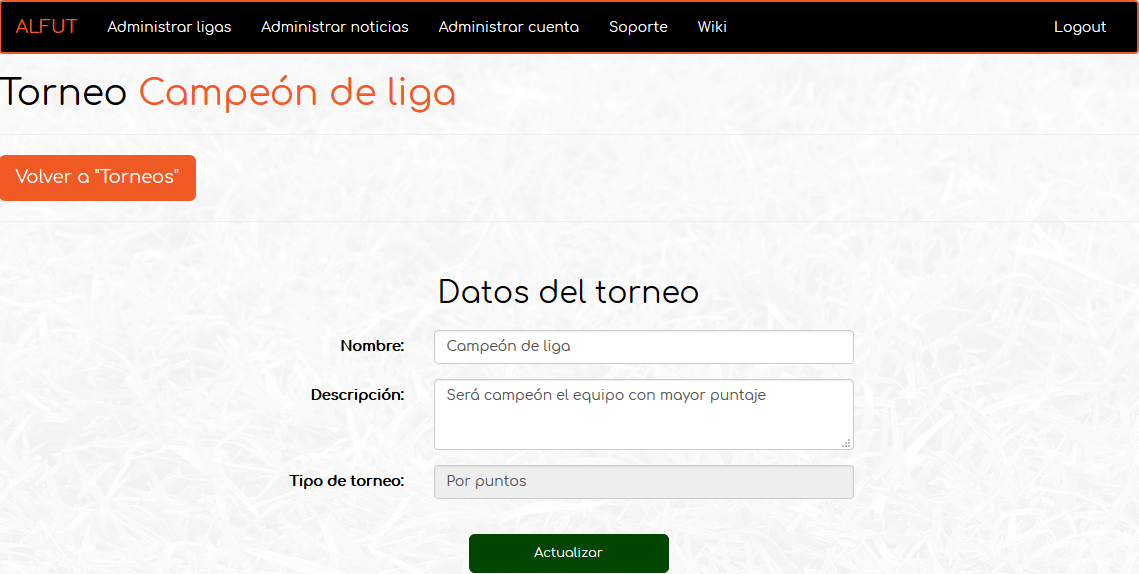 ALFUT Administrar ligas Administrar noticias Administrar cuenta Soporte Wiki Logout
Torneo Campeón de liga
Volver a "Torneos"
Datos del torneo
Nombre: Campeón de liga
Descripción: Será campeón el equipo con mayor puntaje
Tipo de torneo: Por puntos
Actualizar